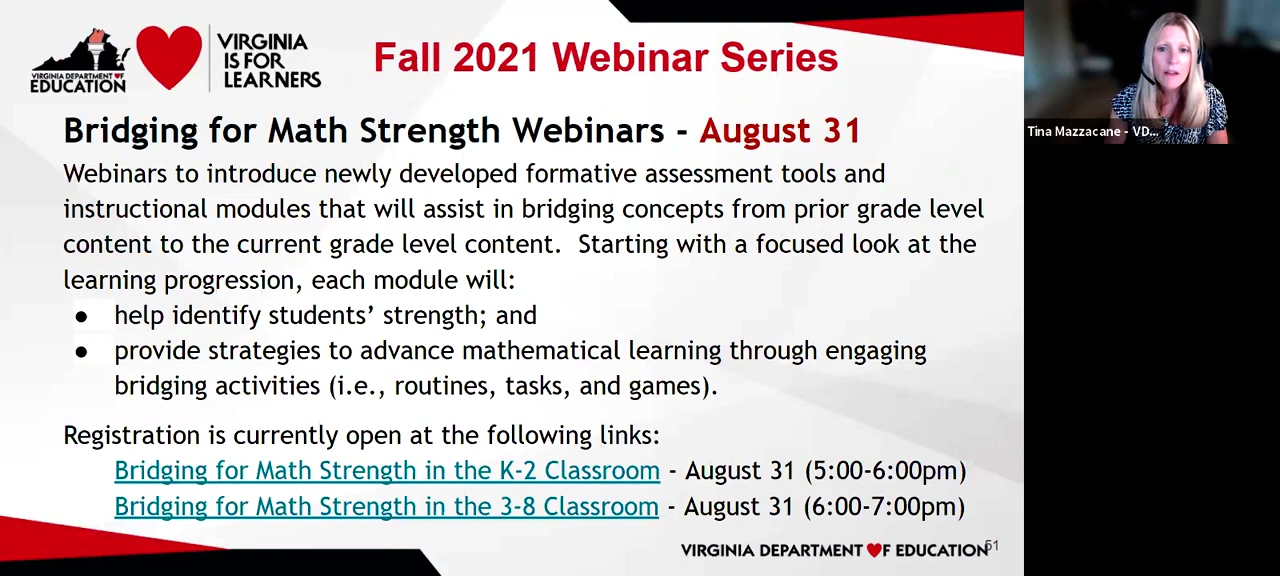 VIRGINIA DEPARTMENT OF EDUCATION
VIRGINIA
IS FOR
LEARNERS
Fall 2021 Webinar Series
Tina Mazzacane - VD...
Bridging for Math Strength Webinars - August 31
Webinars to introduce newly developed formative assessment tools and
instructional modules that will assist in bridging concepts from prior grade level
content to the current grade level content.  Starting with a focused look at the
learning progression, each module will:
● help identify students’ strength; and
● provide strategies to advance mathematical learning through engaging
bridging activities (i.e., routines, tasks, and games).
Registration is currently open at the following links:
Bridging for Math Strength in the K-2 Classroom - August 31 (5:00-6:00pm)
Bridging for Math Strength in the 3-8 Classroom - August 31 (6:00-7:00pm)
VIRGINIA DEPARTMENT OF EDUCATION
51